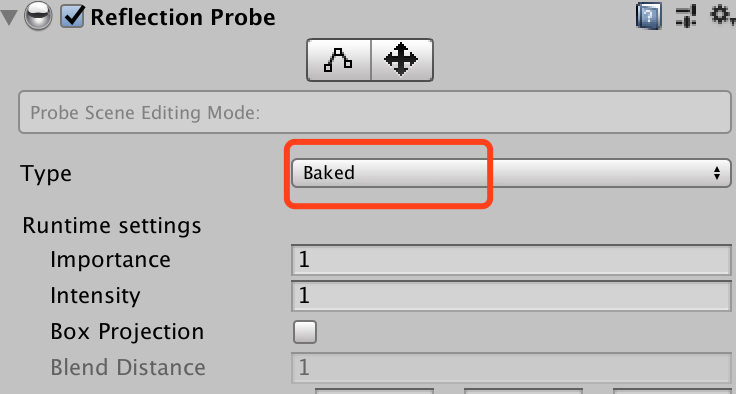 Reflection Probe
Probe Scene Editing Mode:
Type Baked
Runtime settings
Importance 1
Intensity 1
Box Projection
Blend Distance 1